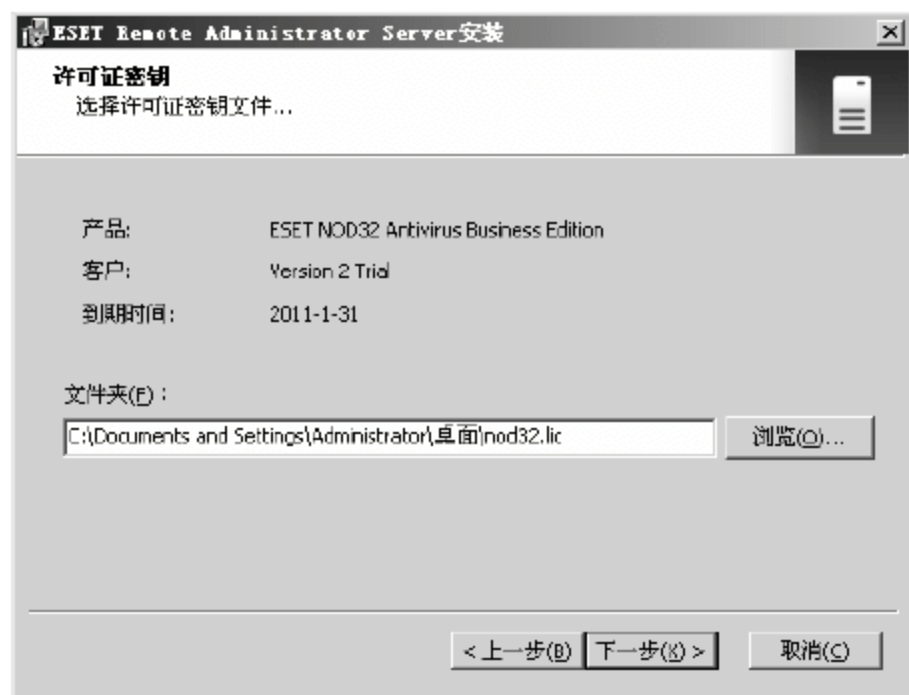 ESET Remote Administrator Server安装
许可证密钥
选择许可证密钥文件...
产品: ESET NOD32 Antivirus Business Edition
客户: Version 2 Trial
到期时间: 2011-1-31
文件夹(F):
C:\Documents and Settings\Administrator\桌面\nod32.lic 浏览(O)...
<上一步(B) 下一步(N)> 取消(C)